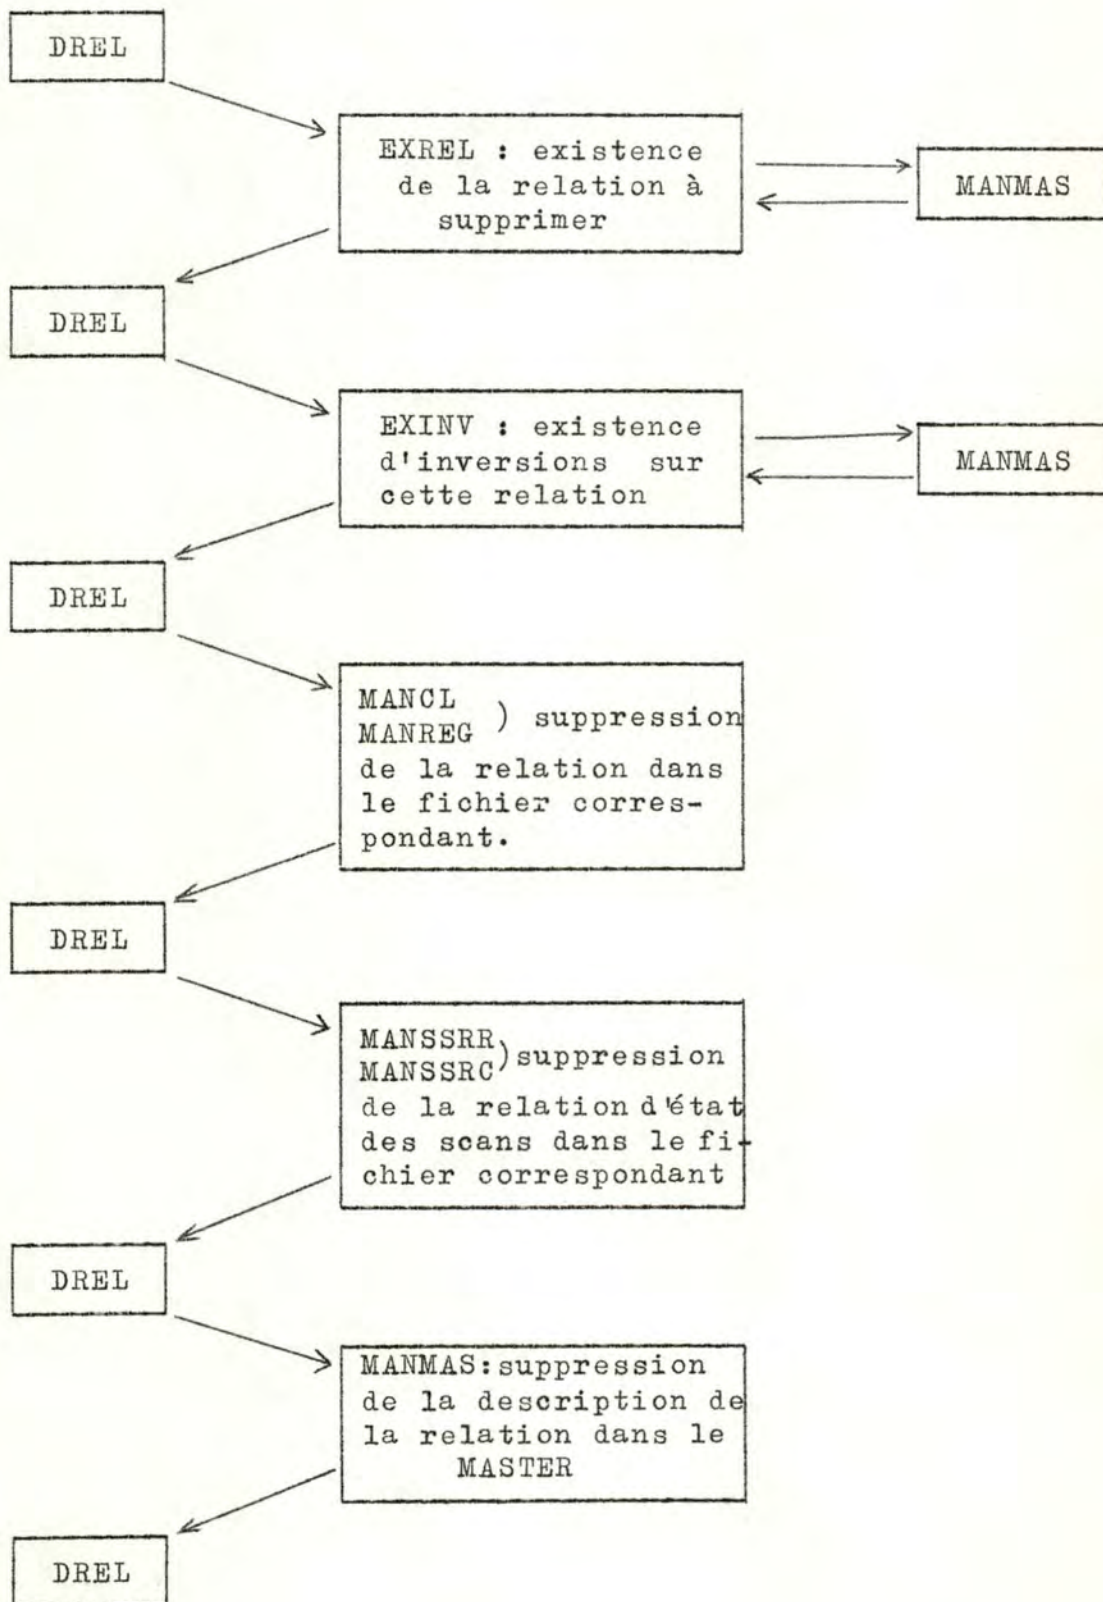 DREL
EXREL : existence
de la relation à
supprimer
MANMAS
DREL
EXINV : existence
d'inversions sur
cette relation
MANMAS
DREL
MANCL
MANREG ) suppression
de la relation dans
le fichier corres-
pondant.
DREL
MANSSRR
MANSSRC ) suppression
de la relation d'état
des scans dans le fi-
chier correspondant
DREL
MANMAS: suppression
de la description de
la relation dans le
MASTER
DREL